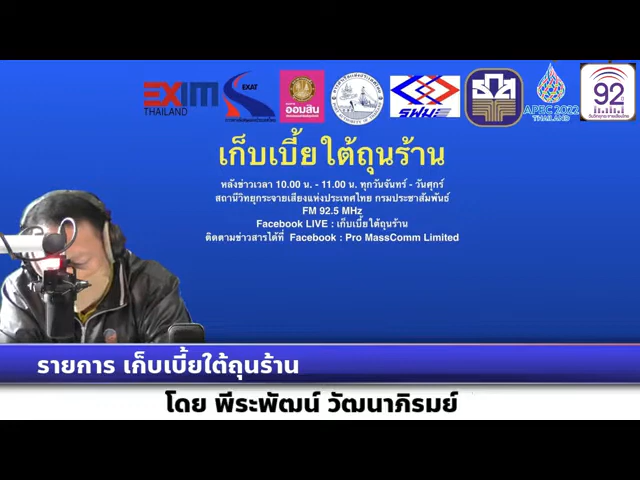 EXIM
THAILAND
EXAT
ออมสิน
รฟม
ธกส
APEC 2022
THAILAND
92
เก็บเบี้ยใต้ถุนร้าน
หลังข่าวเวลา 10.00 น. - 11.00 น. ทุกวันจันทร์ - วันศุกร์
สถานีวิทยุกระจายเสียงแห่งประเทศไทย กรมประชาสัมพันธ์
FM 92.5 MHz
Facebook LIVE : เก็บเบี้ยใต้ถุนร้าน
ติดตามข่าวสารได้ที่ Facebook : Pro MassComm Limited
รายการ เก็บเบี้ยใต้ถุนร้าน
โดย พีระพัฒน์ วัฒนาภิรมย์